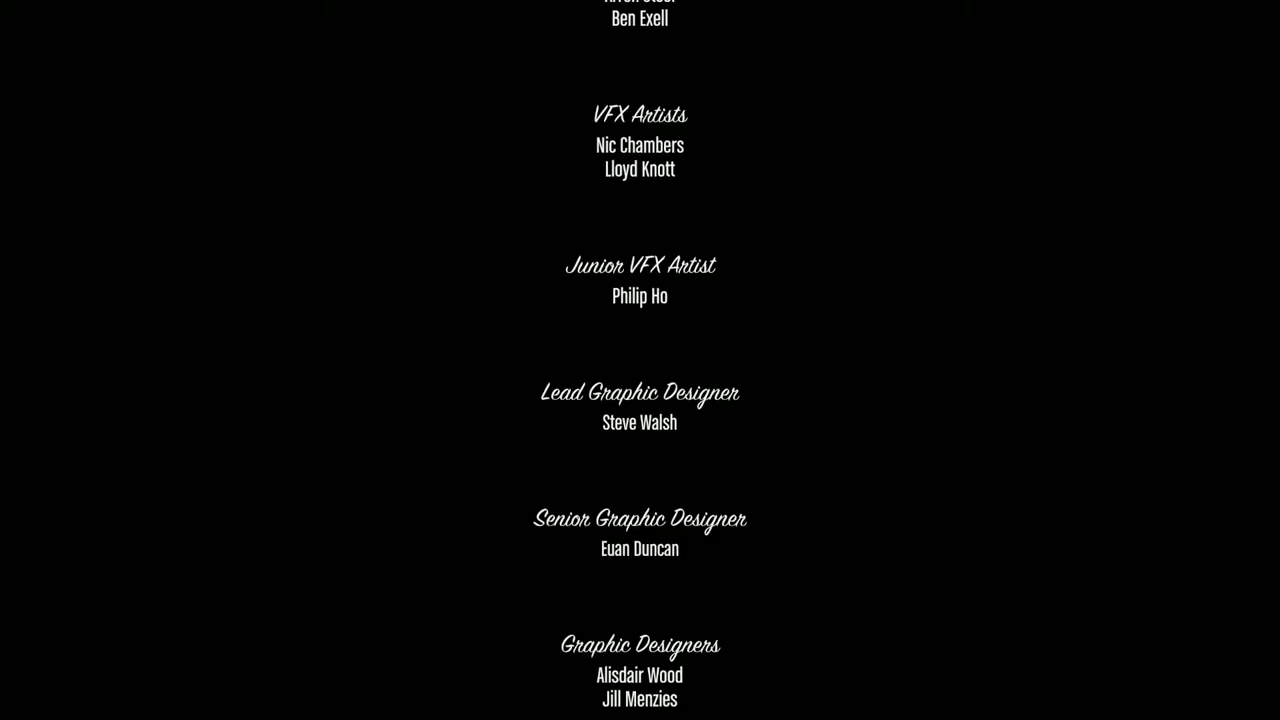 Ben Exell
VFX Artists
Nic Chambers
Lloyd Knott
Junior VFX Artist
Philip Ho
Lead Graphic Designer
Steve Walsh
Senior Graphic Designer
Euan Duncan
Graphic Designers
Alisdair Wood
Jill Menzies